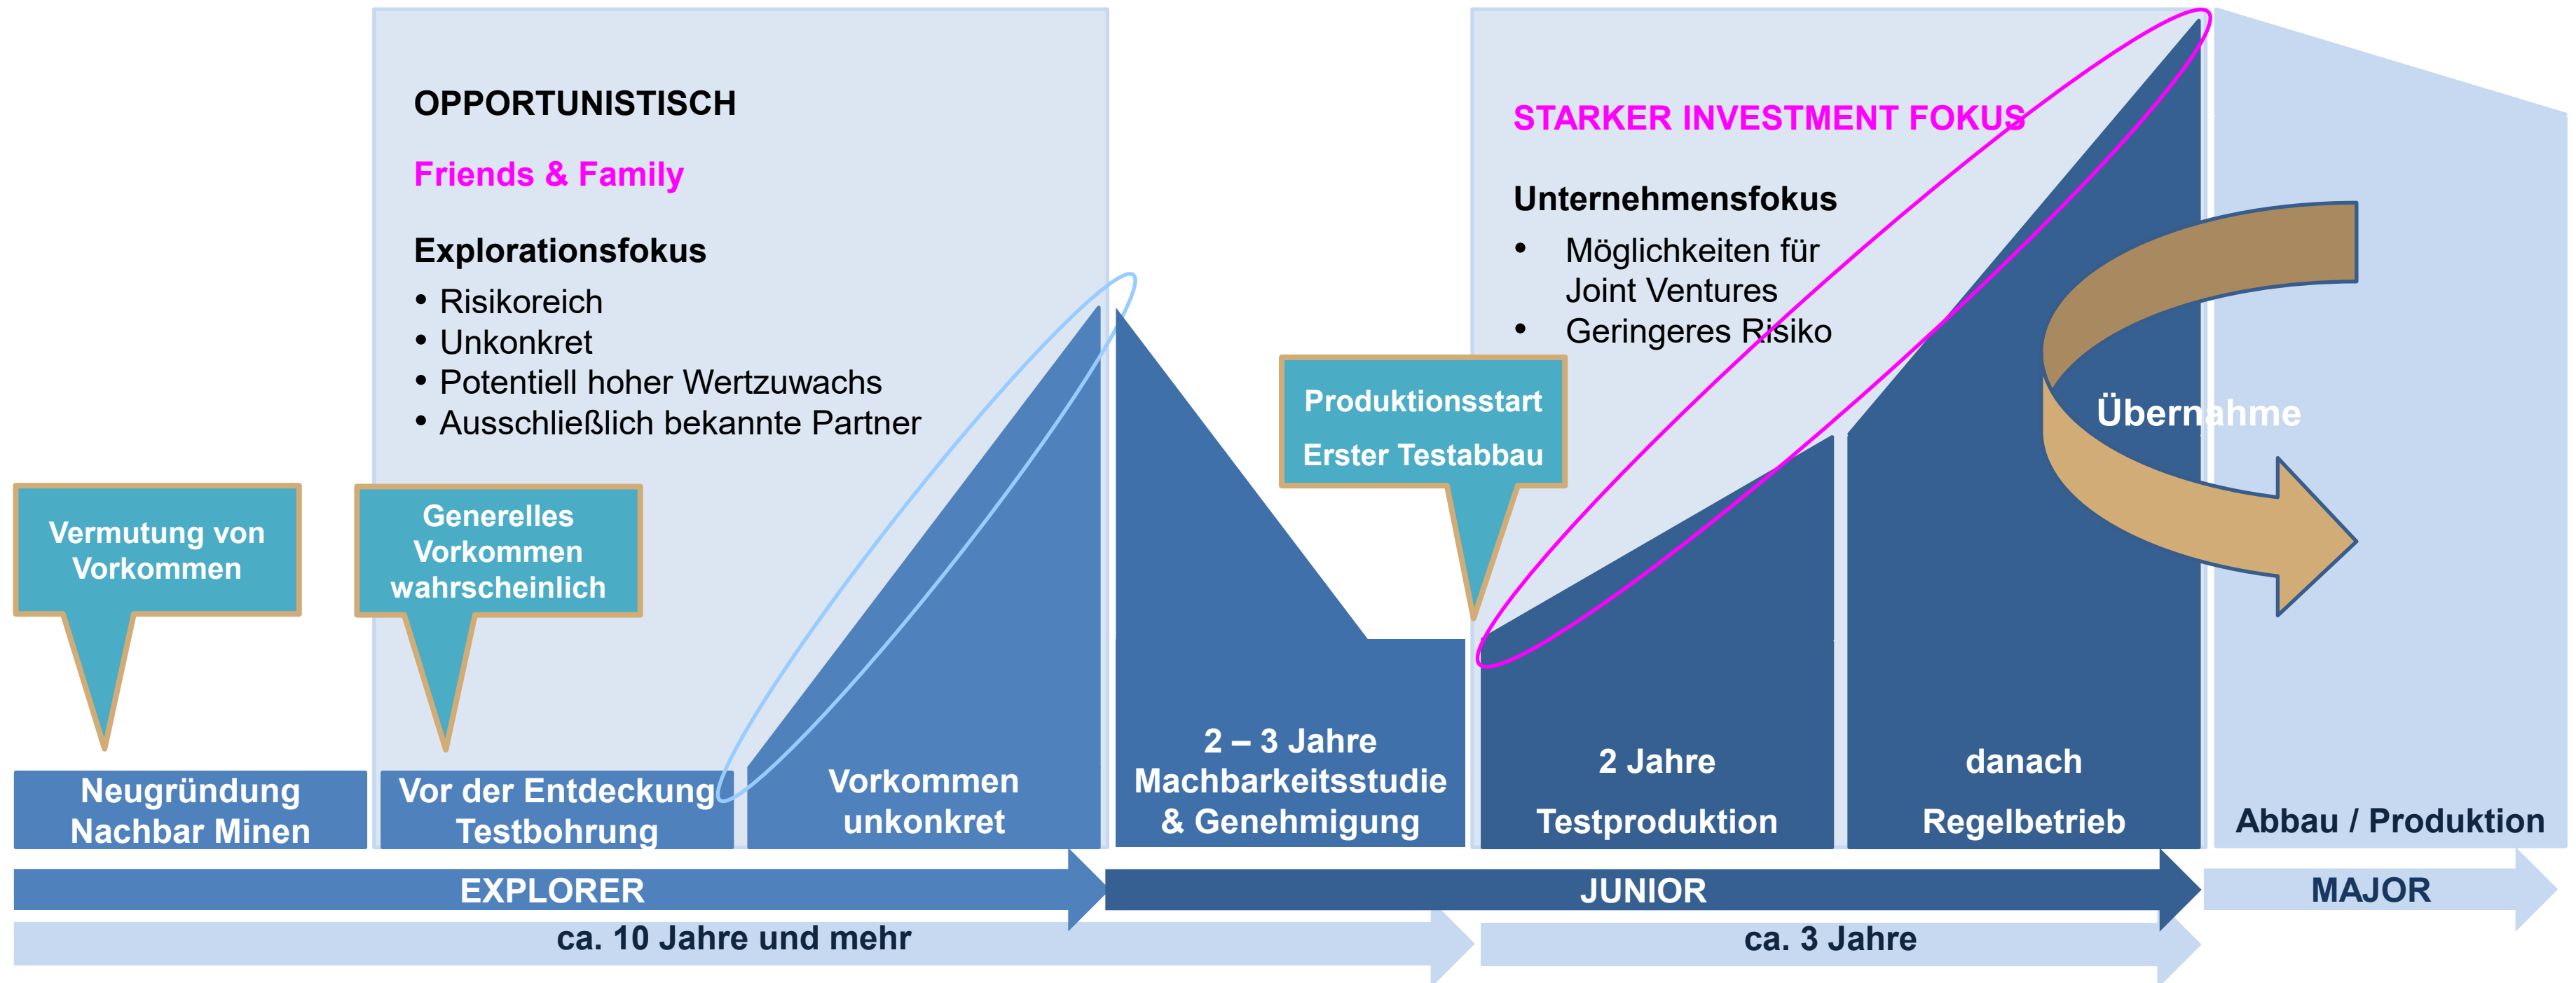 OPPORTUNISTISCH
Friends & Family
Explorationsfokus
• Risikoreich
• Unkonkret
• Potentiell hoher Wertzuwachs
• Ausschließlich bekannte Partner
STARKER INVESTMENT FOKUS
Unternehmensfokus
• Möglichkeiten für
Joint Ventures
• Geringeres Risiko
Vermutung von
Vorkommen
Generelles
Vorkommen
wahrscheinlich
Produktionsstart
Erster Testabbau
Übernahme
Neugründung
Nachbar Minen
Vor der Entdeckung
Testbohrung
Vorkommen
unkonkret
2 – 3 Jahre
Machbarkeitsstudie
& Genehmigung
2 Jahre
Testproduktion
danach
Regelbetrieb
Abbau / Produktion
EXPLORER
JUNIOR
MAJOR
ca. 10 Jahre und mehr
ca. 3 Jahre